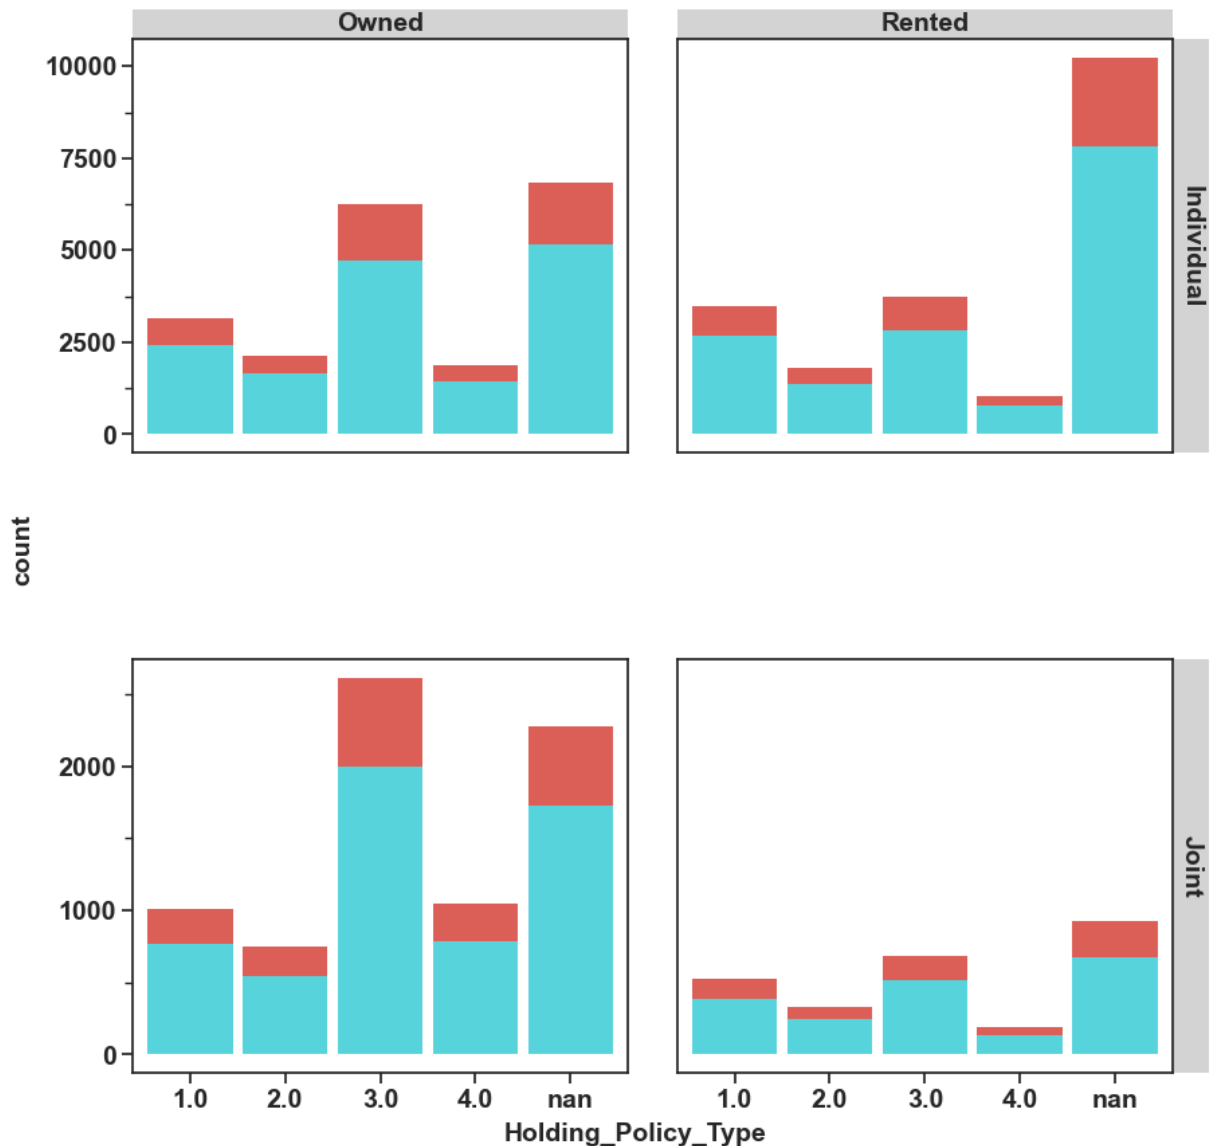 Owned
Rented
10000
7500
5000
2500
0
Individual
count
2000
1000
0
Joint
1.0 2.0 3.0 4.0 nan
1.0 2.0 3.0 4.0 nan
Holding_Policy_Type